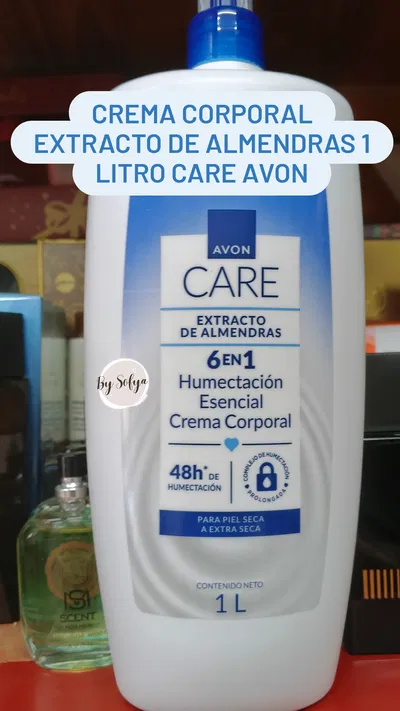 CREMA CORPORAL
EXTRACTO DE ALMENDRAS 1
LITRO CARE AVON
AVON
CARE
EXTRACTO
DE ALMENDRAS
6 EN 1
Humectación
Esencial
Crema Corporal
By Solya
48h* DE
HUMECTACIÓN
COMPLEJO DE HUMECTACIÓN
PROLONGADA
PARA PIEL SECA
A EXTRA SECA
CONTENIDO NETO
1 L
SCENT